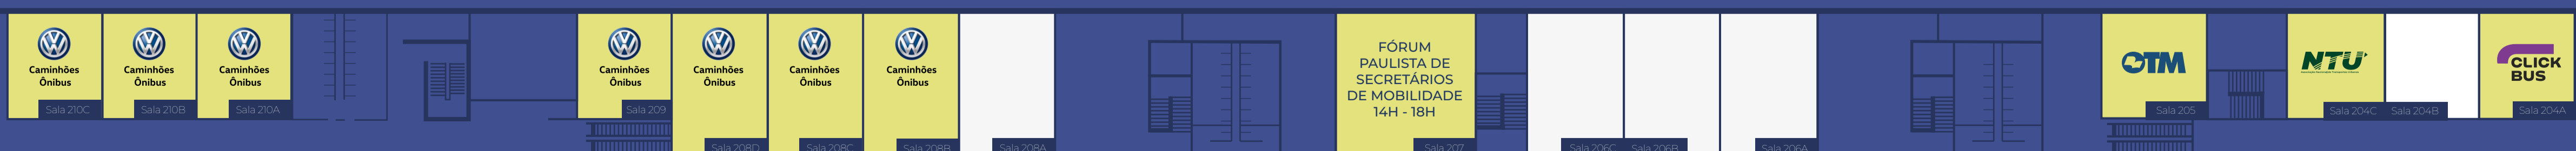 Caminhões
Ônibus
Sala 210C
Caminhões
Ônibus
Sala 210B
Caminhões
Ônibus
Sala 210A
Caminhões
Ônibus
Sala 209
Caminhões
Ônibus
Sala 208D
Caminhões
Ônibus
Sala 208C
Caminhões
Ônibus
Sala 208B
Sala 208A
FÓRUM
PAULISTA DE
SECRETÁRIOS
DE MOBILIDADE
14H - 18H
Sala 207
Sala 206C
Sala 206B
Sala 206A
OTM
Sala 205
NTU
Sala 204C
Sala 204B
CLICK
BUS
Sala 204A